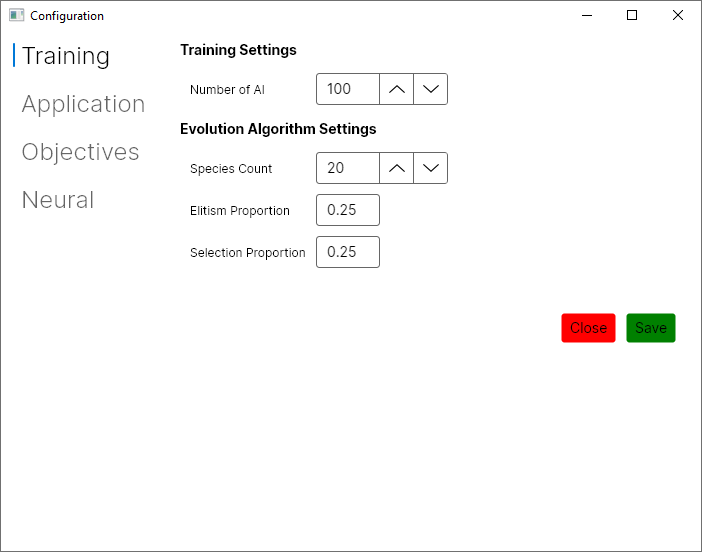 Configuration
Training
Application
Objectives
Neural
Training Settings
Number of AI 100
Evolution Algorithm Settings
Species Count 20
Elitism Proportion 0.25
Selection Proportion 0.25
Close Save